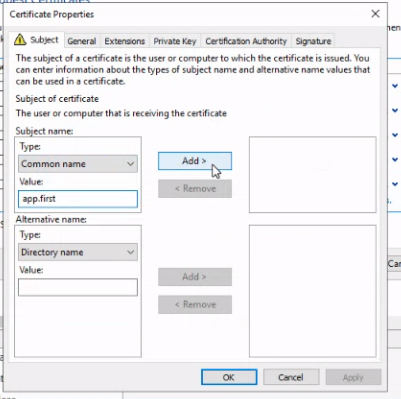 Certificate Properties
Subject General Extensions Private Key Certification Authority Signature
The subject of a certificate is the user or computer to which the certificate is issued. You
can enter information about the types of subject name and alternative name values that
can be used in a certificate.
Subject of certificate
The user or computer that is receiving the certificate
Subject name:
Type:
Common name
Add >
Value:
< Remove
app.first
Alternative name:
Type:
Directory name
Value:
Add >
< Remove
OK Cancel Apply